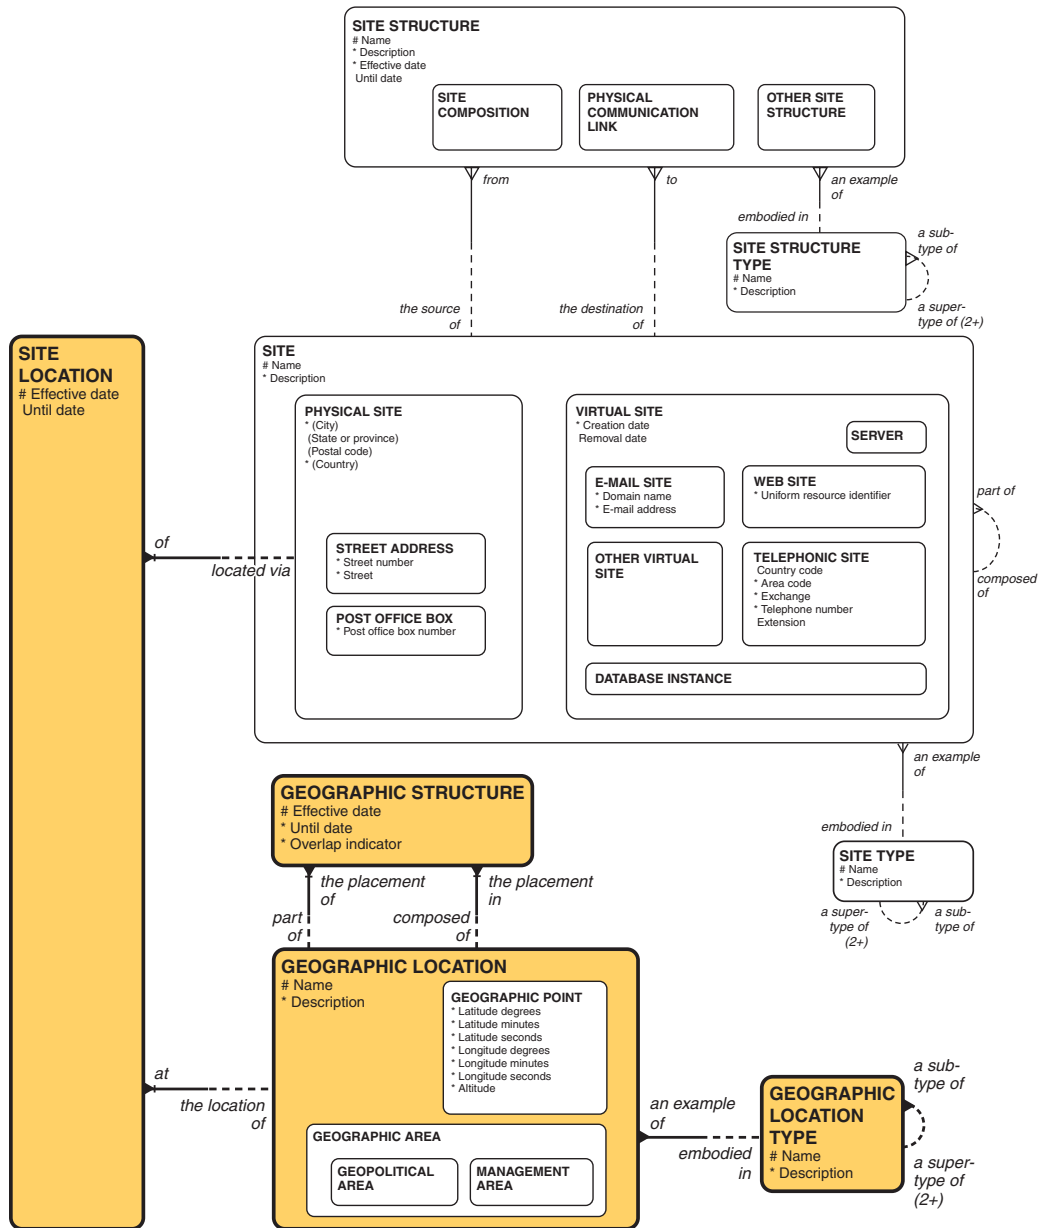 SITE STRUCTURE
# Name
* Description
* Effective date
Until date
SITE
COMPOSITION
PHYSICAL
COMMUNICATION
LINK
OTHER SITE
STRUCTURE
from
to
an example
of
embodied in
SITE STRUCTURE
TYPE
# Name
* Description
a sub-
type of
a super-
type of (2+)
the source
of
the destination
of
SITE
LOCATION
# Effective date
Until date
SITE
# Name
* Description
PHYSICAL SITE
* (City)
(State or province)
(Postal code)
* (Country)
STREET ADDRESS
* Street number
* Street
POST OFFICE BOX
* Post office box number
VIRTUAL SITE
* Creation date
Removal date
SERVER
E-MAIL SITE
* Domain name
* E-mail address
WEB SITE
* Uniform resource identifier
OTHER VIRTUAL
SITE
TELEPHONIC SITE
Country code
* Area code
* Exchange
* Telephone number
Extension
DATABASE INSTANCE
part of
composed
of
of
located via
an example
of
embodied in
SITE TYPE
# Name
* Description
a super-
type of
(2+)
a sub-
type of
GEOGRAPHIC STRUCTURE
# Effective date
* Until date
* Overlap indicator
the placement
of
the placement
in
part
of
composed
of
GEOGRAPHIC LOCATION
# Name
* Description
GEOGRAPHIC POINT
* Latitude degrees
* Latitude minutes
* Latitude seconds
* Longitude degrees
* Longitude minutes
* Longitude seconds
* Altitude
GEOGRAPHIC AREA
GEOPOLITICAL
AREA
MANAGEMENT
AREA
at
the location
of
an example
of
embodied
in
GEOGRAPHIC
LOCATION
TYPE
# Name
* Description
a sub-
type of
a super-
type of
(2+)